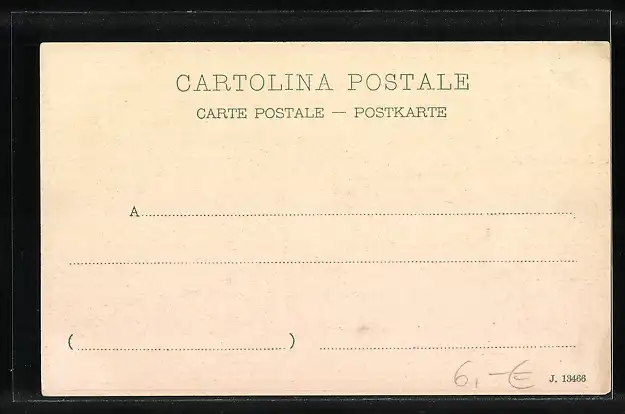 CARTOLINA POSTALE
CARTE POSTALE — POSTKARTE
A
( )
6,-€ J. 13466